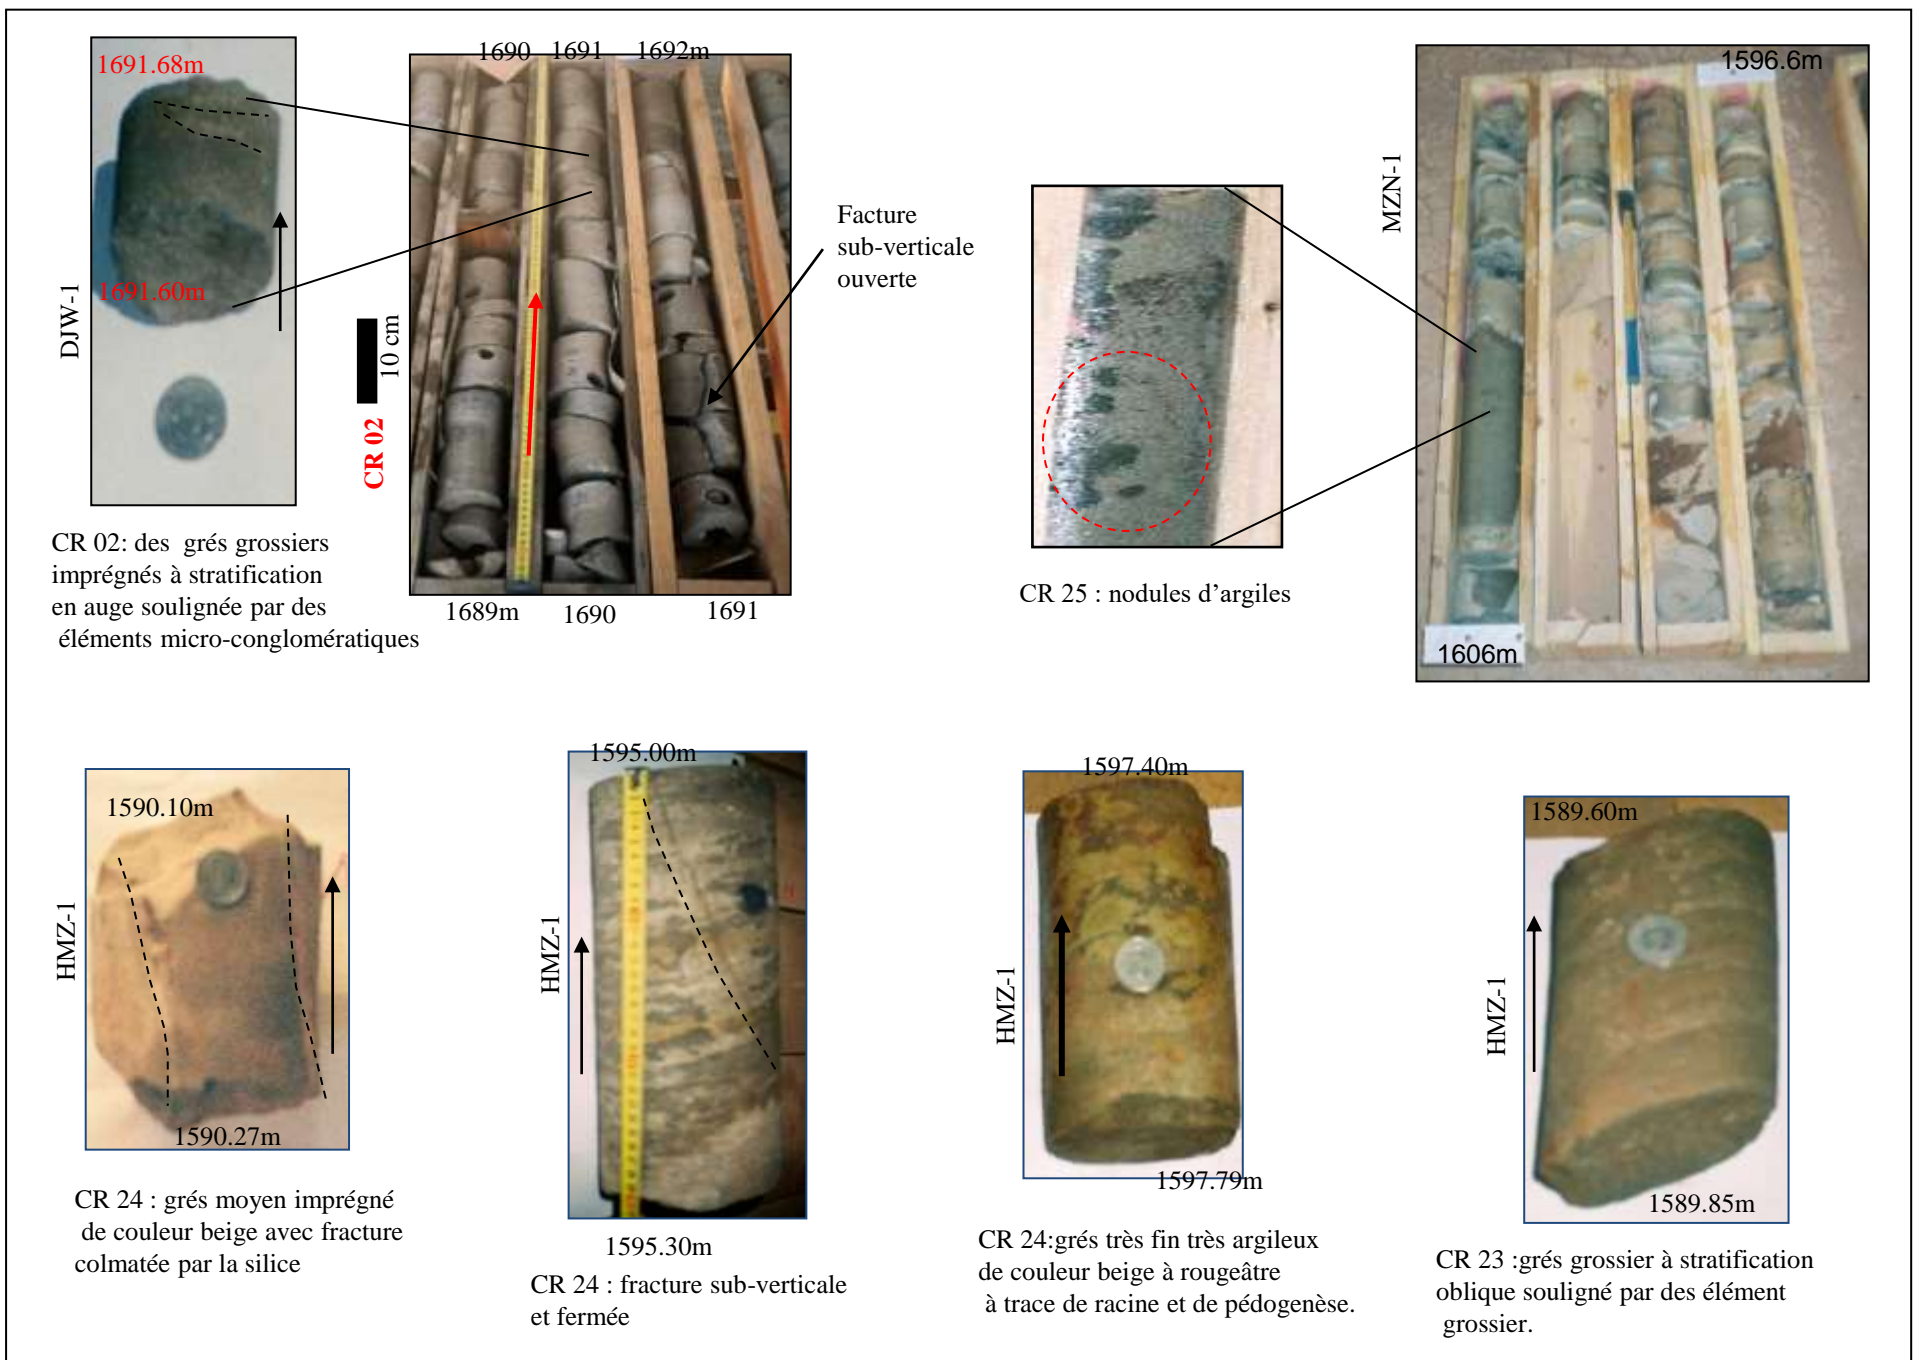 1691.68m
1691.60m
DJW-1
1690
1691
1692m
10 cm
CR 02
1689m
1690
1691
Facture
sub-verticale
ouverte
CR 02: des  grés grossiers
imprégnés à stratification
en auge soulignée par des
éléments micro-conglomératiques
CR 25 : nodules d’argiles
MZN-1
1596.6m
1606m
1590.10m
HMZ-1
1590.27m
CR 24 : grés moyen imprégné
de couleur beige avec fracture
colmatée par la silice
1595.00m
HMZ-1
1595.30m
CR 24 : fracture sub-verticale
et fermée
1597.40m
HMZ-1
1597.79m
CR 24:grés très fin très argileux
de couleur beige à rougeâtre
à trace de racine et de pédogenèse.
1589.60m
HMZ-1
1589.85m
CR 23 :grés grossier à stratification
oblique souligné par des élément
grossier.